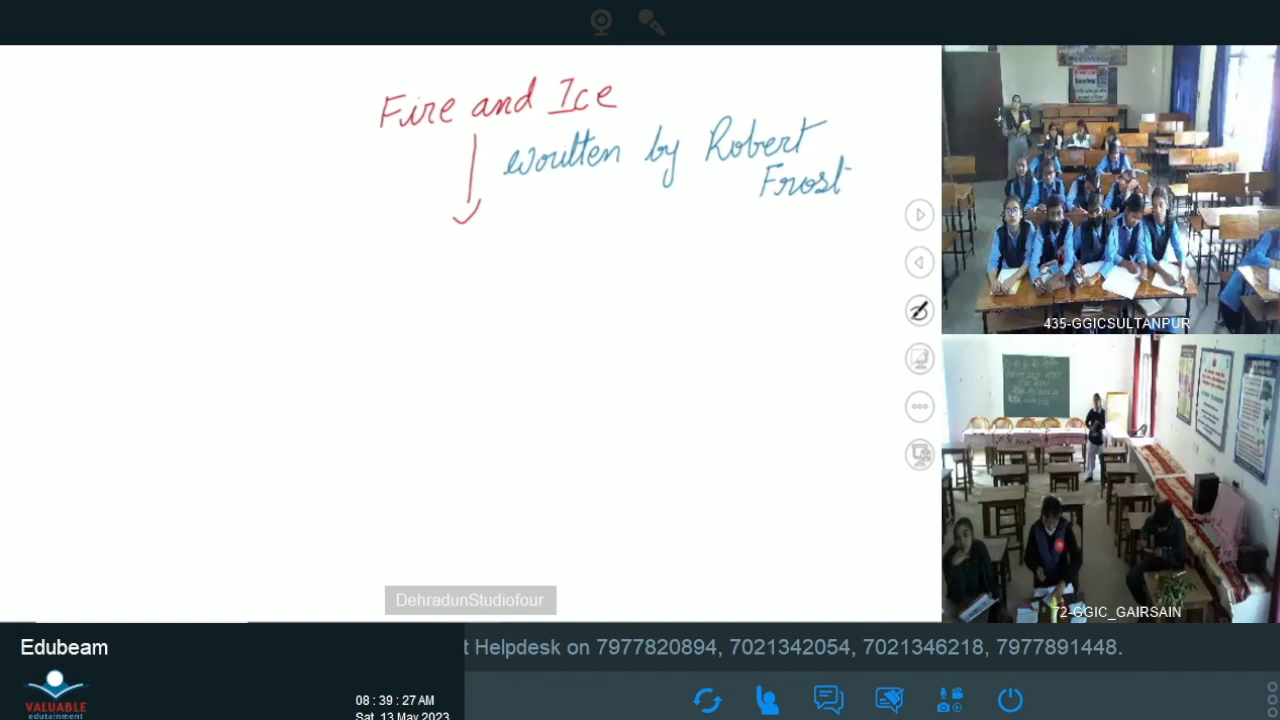 Fire and Ice
written by Robert
Frost
435-GGICSULTANPUR
72-GGIC_GAIRSAIN
DehradunStudiofour
Edubeam
t Helpdesk on 7977820894, 7021342054, 7021346218, 7977891448.
VALUABLE
edutainment
08 : 39 : 27 AM
Sat, 13 May 2023